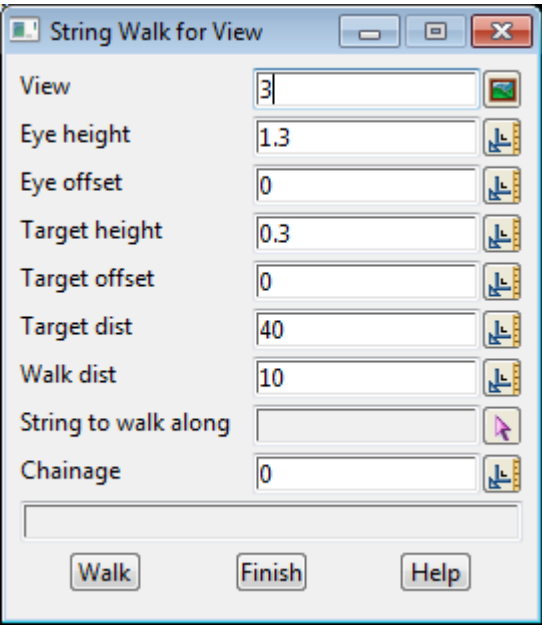 String Walk for View
View 3
Eye height 1.3
Eye offset 0
Target height 0.3
Target offset 0
Target dist 40
Walk dist 10
String to walk along
Chainage 0
Walk Finish Help